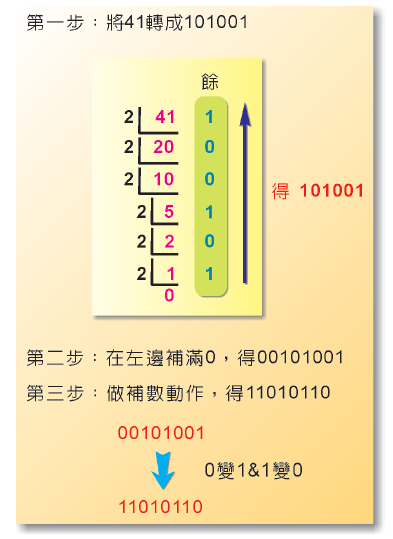 第一步：將41轉成101001
餘
2 41 1
2 20 0
2 10 0
2 5 1
2 2 0
2 1 1
0
得 101001
第二步：在左邊補滿0，得00101001
第三步：做補數動作，得11010110
00101001
0變1&1變0
11010110